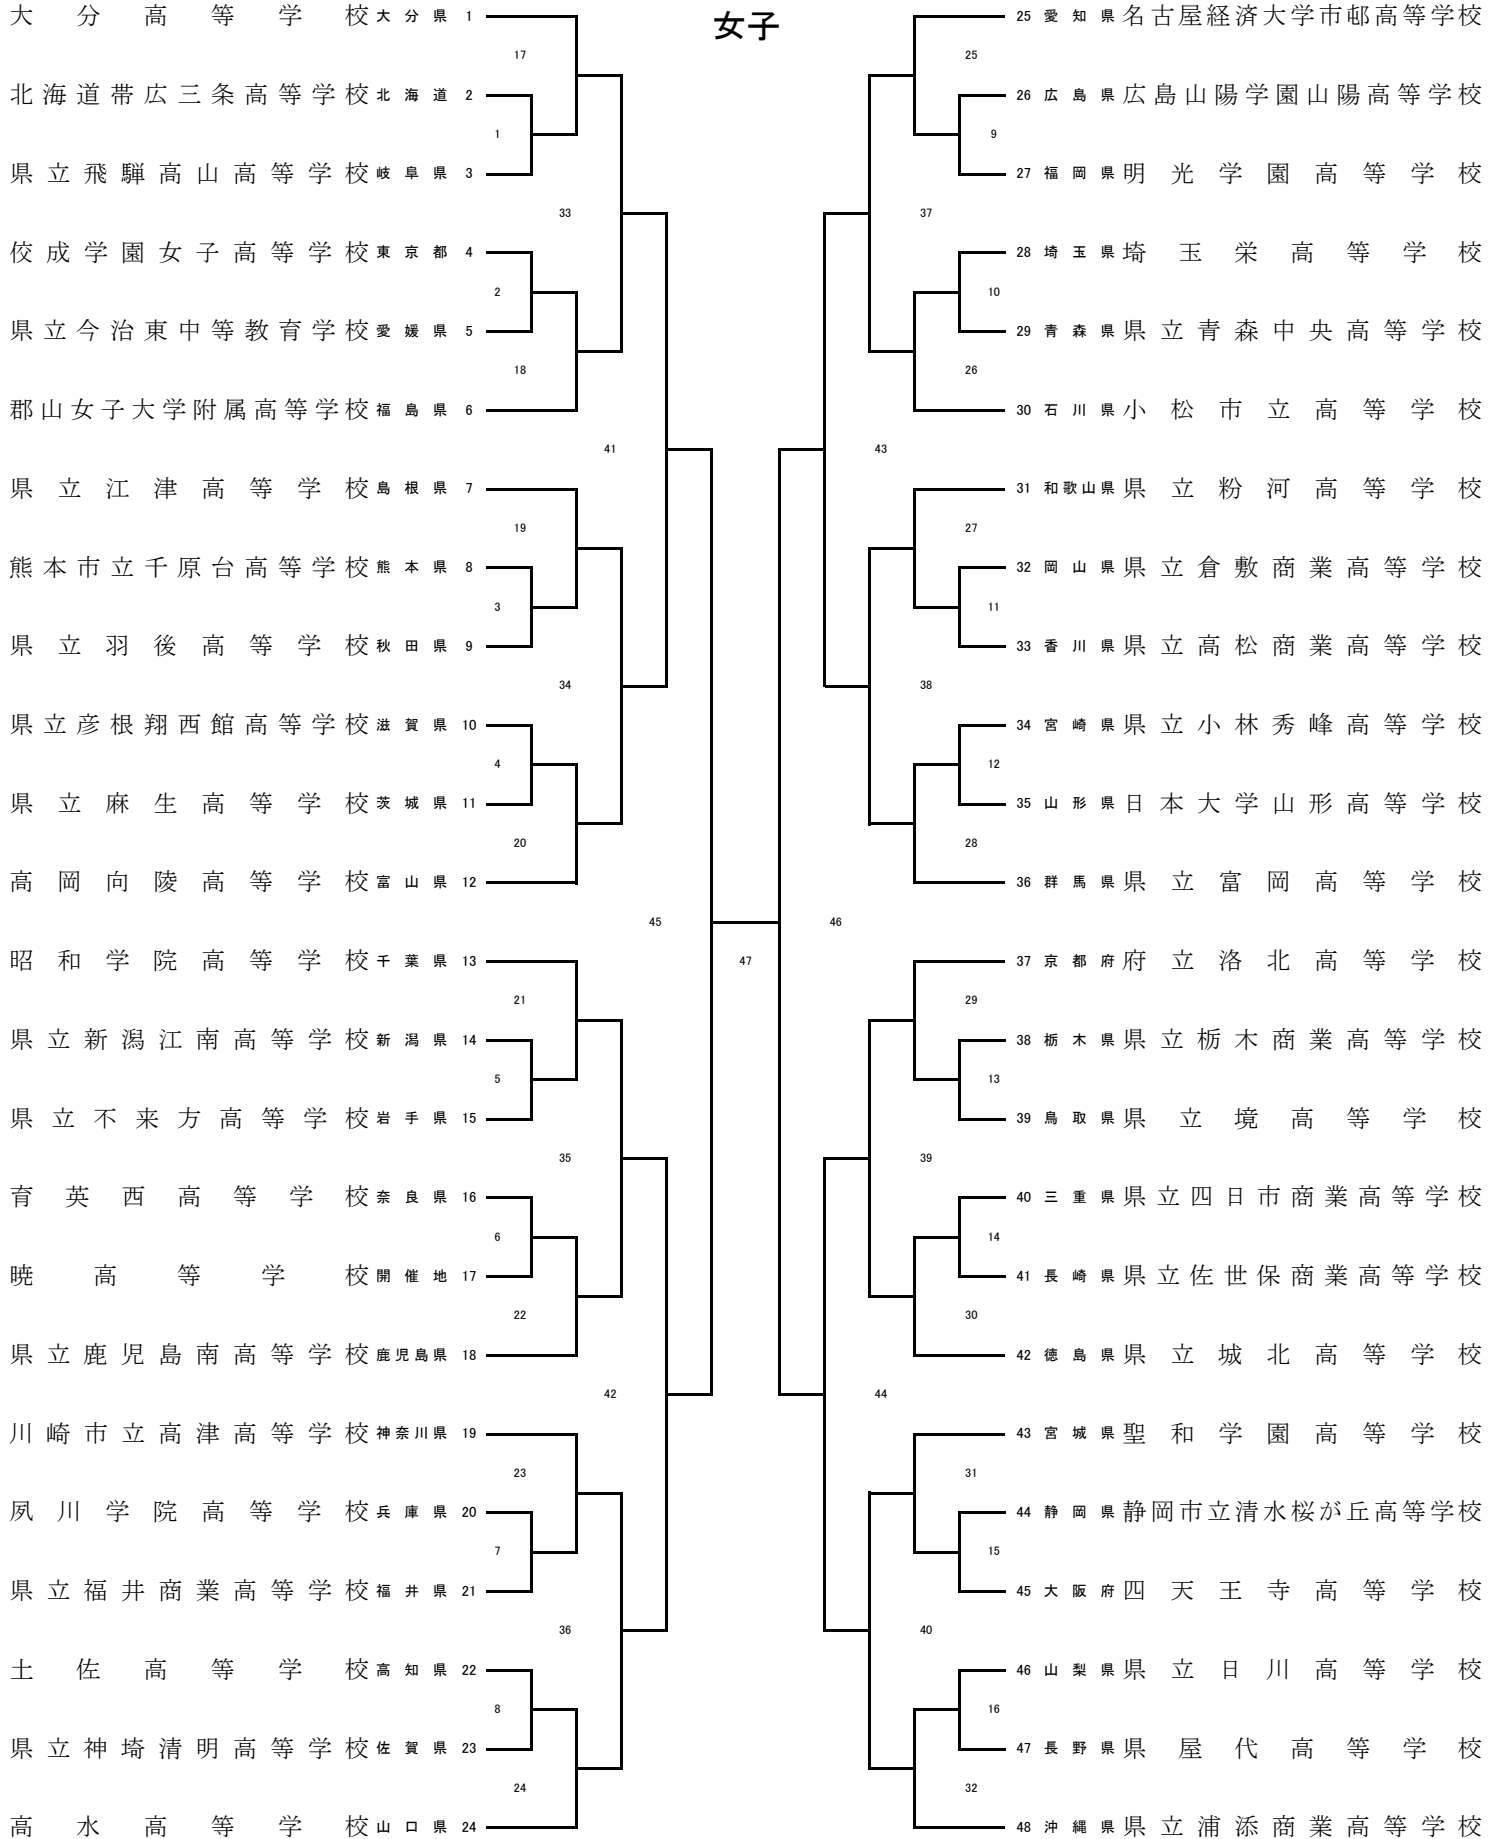 女子
大分高等学校 大分県 1
17
北海道帯広三条高等学校 北海道 2
1
県立飛騨高山高等学校 岐阜県 3
33
佼成学園女子高等学校 東京都 4
2
県立今治東中等教育学校 愛媛県 5
18
郡山女子大学附属高等学校 福島県 6
41
県立江津高等学校 島根県 7
19
熊本市立千原台高等学校 熊本県 8
3
県立羽後高等学校 秋田県 9
34
県立彦根翔西館高等学校 滋賀県 10
4
県立麻生高等学校 茨城県 11
20
高岡向陵高等学校 富山県 12
45
昭和学院高等学校 千葉県 13
21
県立新潟江南高等学校 新潟県 14
5
県立不来方高等学校 岩手県 15
35
育英西高等学校 奈良県 16
6
暁高等学校 開催地 17
22
県立鹿児島南高等学校 鹿児島県 18
42
川崎市立高津高等学校 神奈川県 19
23
夙川学院高等学校 兵庫県 20
7
県立福井商業高等学校 福井県 21
36
土佐高等学校 高知県 22
8
県立神埼清明高等学校 佐賀県 23
24
高水高等学校 山口県 24
47
25 愛知県 名古屋経済大学市邨高等学校
25
26 広島県 広島山陽学園山陽高等学校
9
27 福岡県 明光学園高等学校
37
28 埼玉県 埼玉栄高等学校
10
29 青森県 県立青森中央高等学校
26
30 石川県 小松市立高等学校
43
31 和歌山県 県立粉河高等学校
27
32 岡山県 県立倉敷商業高等学校
11
33 香川県 県立高松商業高等学校
38
34 宮崎県 県立小林秀峰高等学校
12
35 山形県 日本大学山形高等学校
28
36 群馬県 県立富岡高等学校
46
37 京都府 府立洛北高等学校
29
38 栃木県 県立栃木商業高等学校
13
39 鳥取県 県立境高等学校
39
40 三重県 県立四日市商業高等学校
14
41 長崎県 県立佐世保商業高等学校
30
42 徳島県 県立城北高等学校
44
43 宮城県 聖和学園高等学校
31
44 静岡県 静岡市立清水桜が丘高等学校
15
45 大阪府 四天王寺高等学校
40
46 山梨県 県立日川高等学校
16
47 長野県 県屋代高等学校
32
48 沖縄県 県立浦添商業高等学校